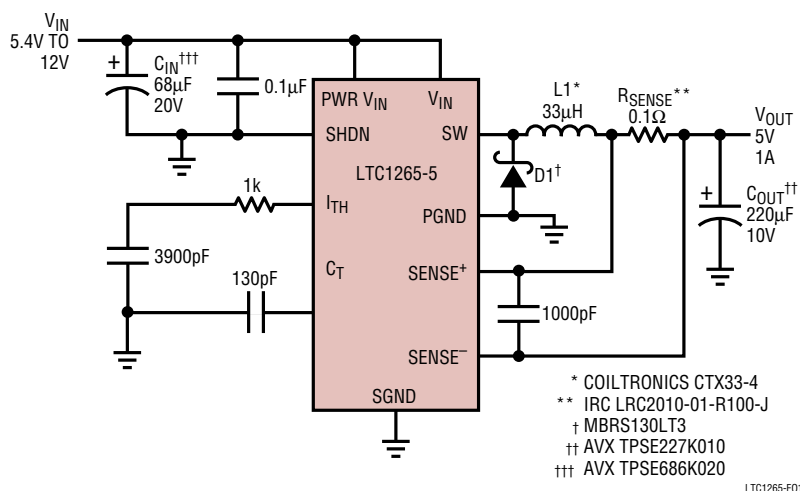 V_IN
5.4V TO
12V
+
C_IN†††
68µF
20V
0.1µF
PWR V_IN
V_IN
SHDN
SW
LTC1265-5
L1*
33µH
R_SENSE**
0.1Ω
V_OUT
5V
1A
D1†
+
C_OUT††
220µF
10V
1k
I_TH
PGND
3900pF
C_T
130pF
SENSE+
1000pF
SENSE–
SGND
* COILTRONICS CTX33-4
** IRC LRC2010-01-R100-J
† MBRS130LT3
†† AVX TPSE227K010
††† AVX TPSE686K020
LTC1265-F01